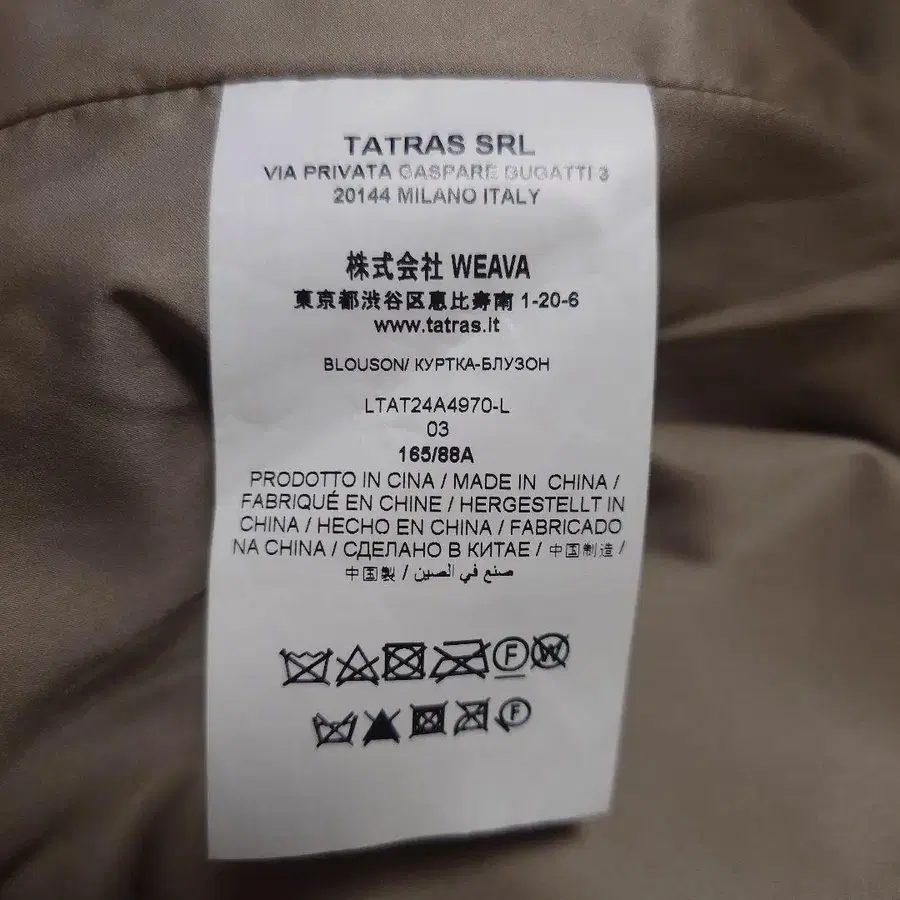 TATRAS SRL
VIA PRIVATA GASPARE BUGATTI 3
20144 MILANO ITALY
株式会社 WEAVA
東京都渋谷区恵比寿南 1-20-6
www.tatras.it
BLOUSON/ КУРТКА-БЛУЗОН
LTAT24A4970-L
03
165/88A
PRODOTTO IN CINA / MADE IN CHINA /
FABRIQUÉ EN CHINE / HERGESTELLT IN
CHINA / HECHO EN CHINA / FABRICADO
NA CHINA / СДЕЛАНО В КИТАЕ / 中国制造 /
中国製 / صنع في الصين
F W
F